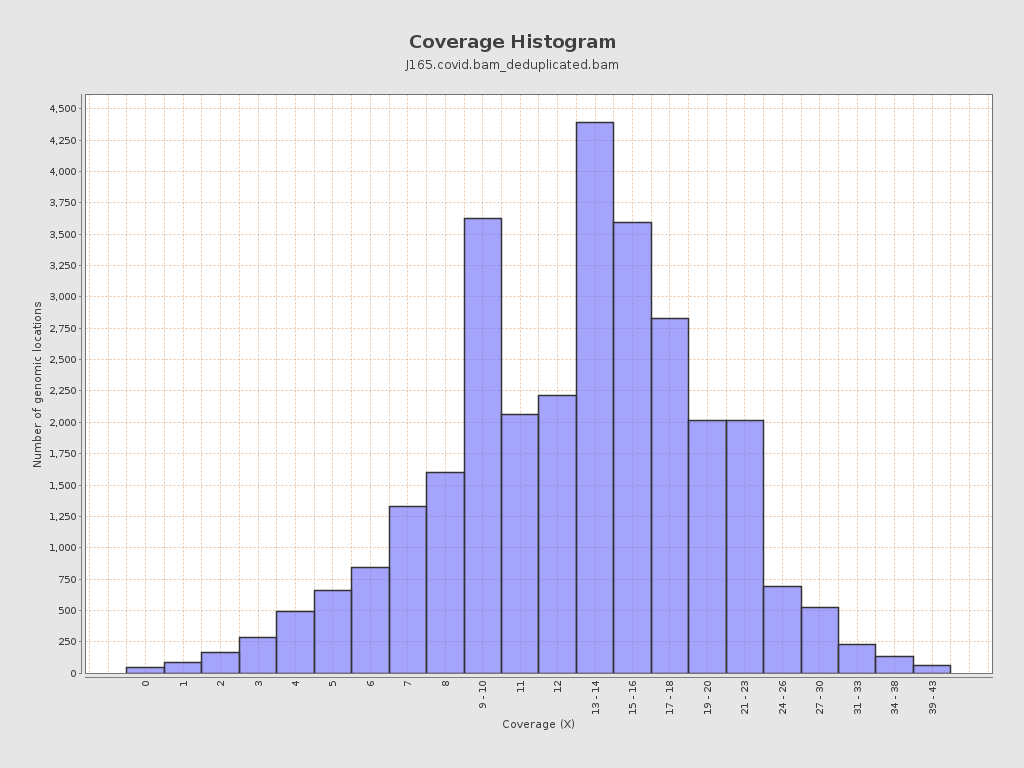 Coverage Histogram
J165.covid.bam_deduplicated.bam
4,500
4,250
4,000
3,750
3,500
3,250
3,000
2,750
2,500
2,250
2,000
1,750
1,500
1,250
1,000
750
500
250
0
Number of genomic locations
0
1
2
3
4
5
6
7
8
9 - 10
11
12
13 - 14
15 - 16
17 - 18
19 - 20
21 - 23
24 - 26
27 - 30
31 - 33
34 - 38
39 - 43
Coverage (X)